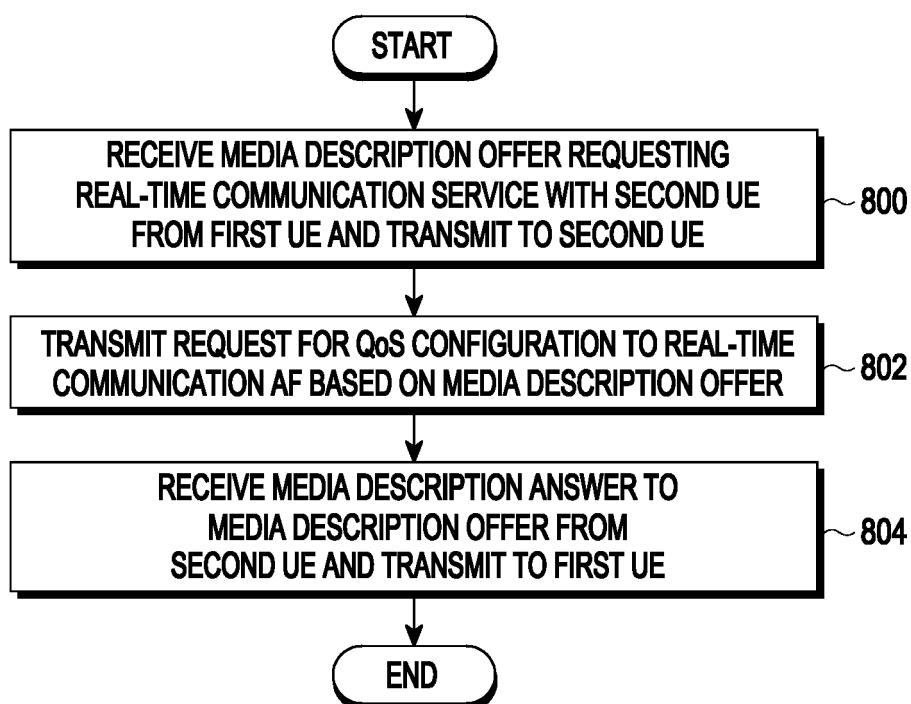 START
RECEIVE MEDIA DESCRIPTION OFFER REQUESTING
REAL-TIME COMMUNICATION SERVICE WITH SECOND UE
FROM FIRST UE AND TRANSMIT TO SECOND UE
800
TRANSMIT REQUEST FOR QoS CONFIGURATION TO REAL-TIME
COMMUNICATION AF BASED ON MEDIA DESCRIPTION OFFER
802
RECEIVE MEDIA DESCRIPTION ANSWER TO
MEDIA DESCRIPTION OFFER FROM
SECOND UE AND TRANSMIT TO FIRST UE
804
END